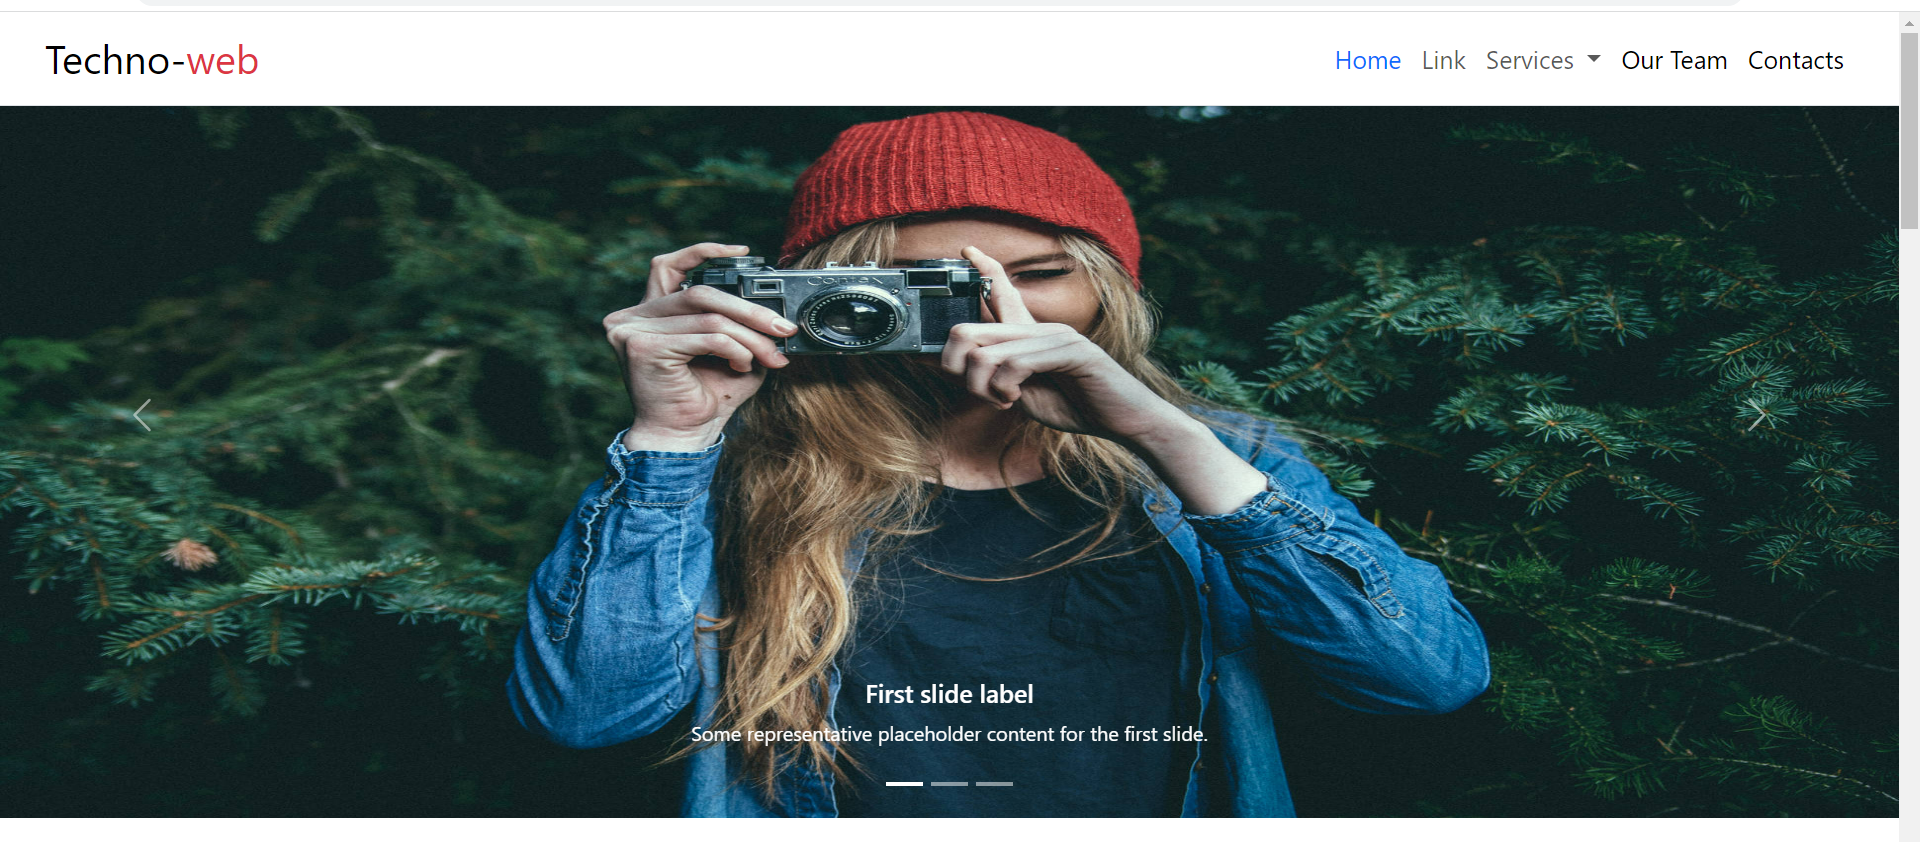 Techno-web
Home Link Services Our Team Contacts
First slide label
Some representative placeholder content for the first slide.